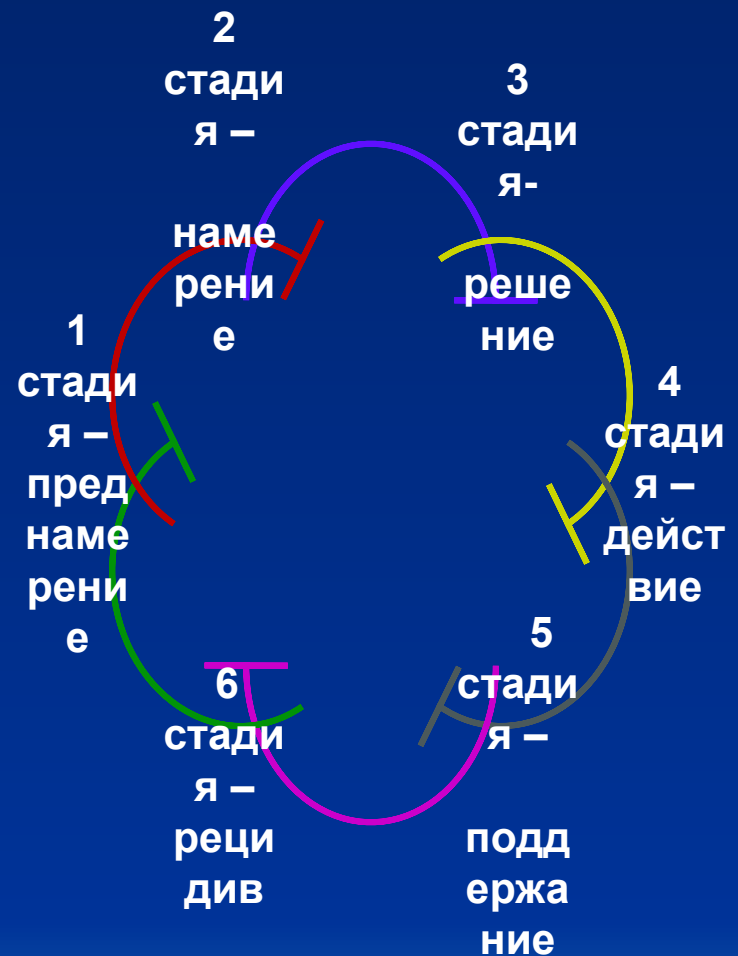 1
стади
я –
пред
наме
рени
е
2
стади
я –
наме
рени
е
3
стади
я-
реше
ние
4
стади
я –
дейст
вие
5
стади
я –
подд
ержа
ние
6
стади
я –
реци
див